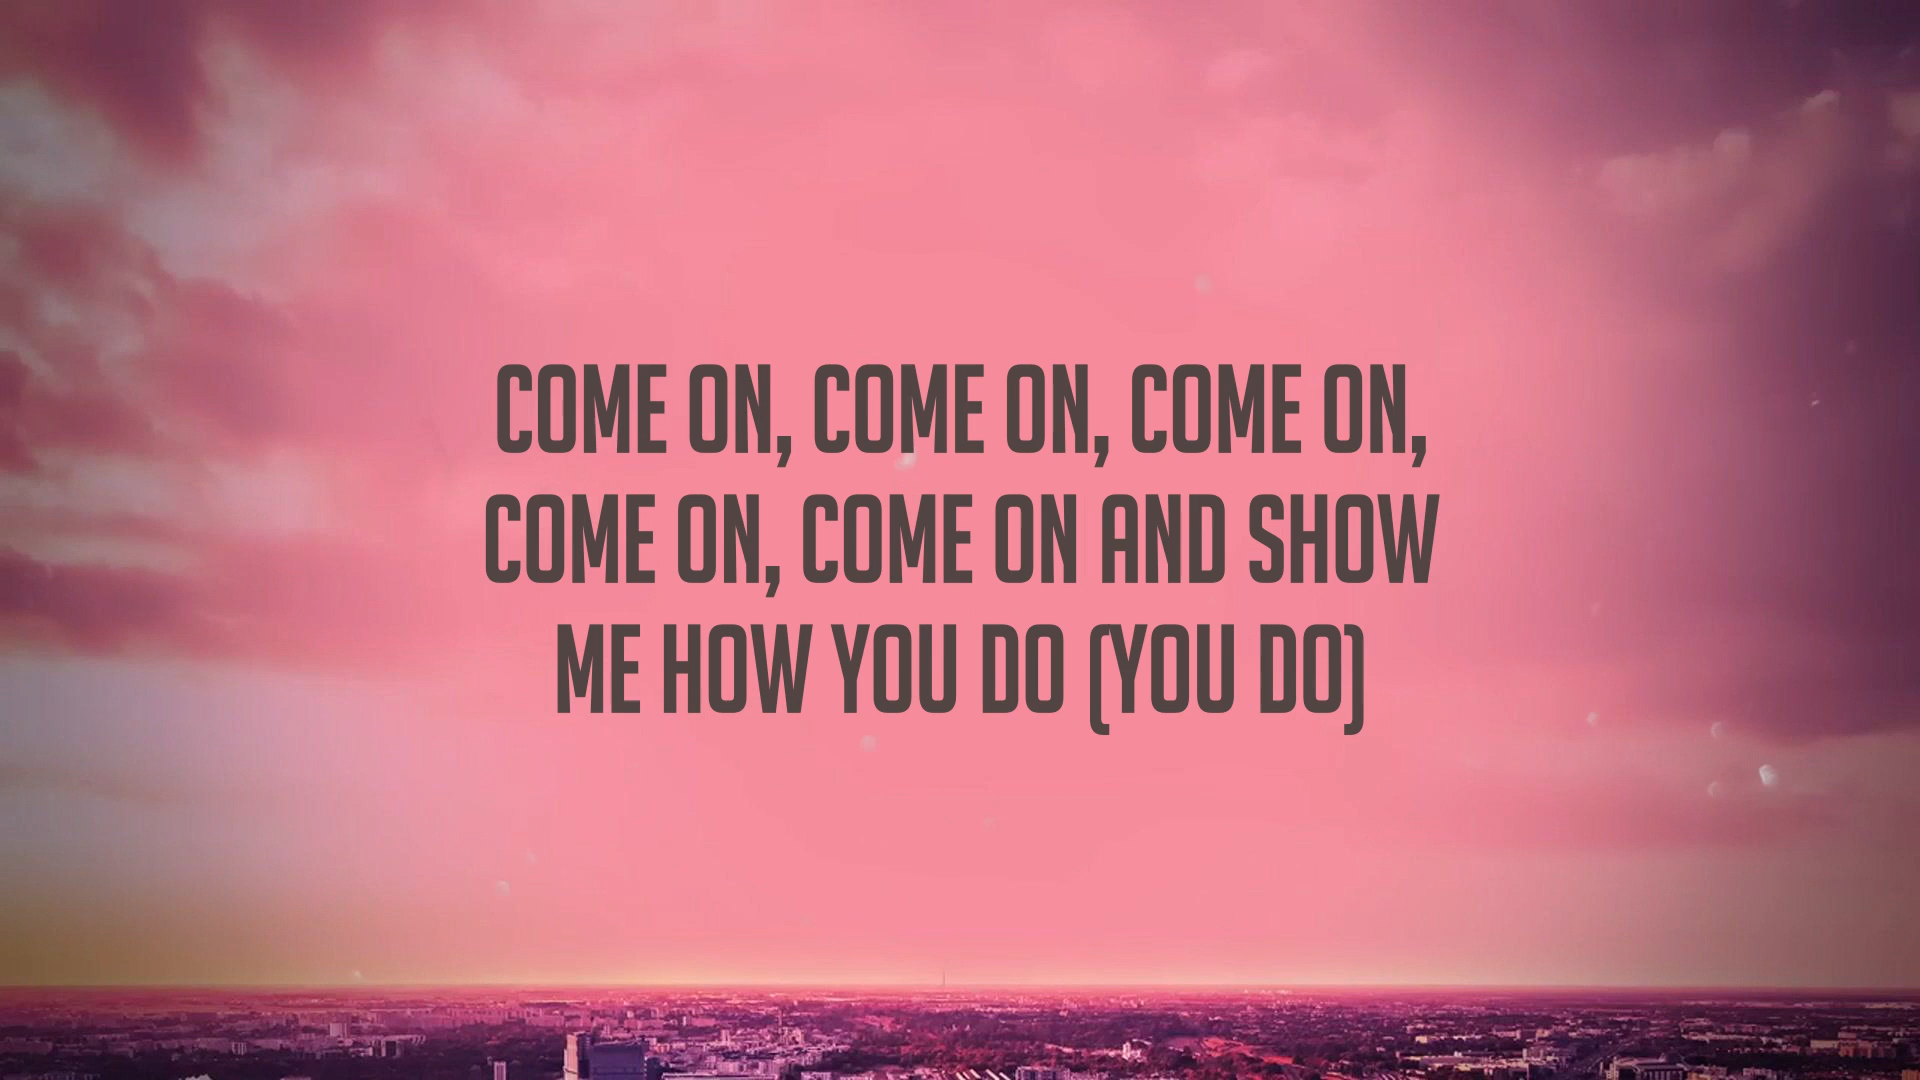 COME ON, COME ON, COME ON,
COME ON, COME ON AND SHOW
ME HOW YOU DO (YOU DO)